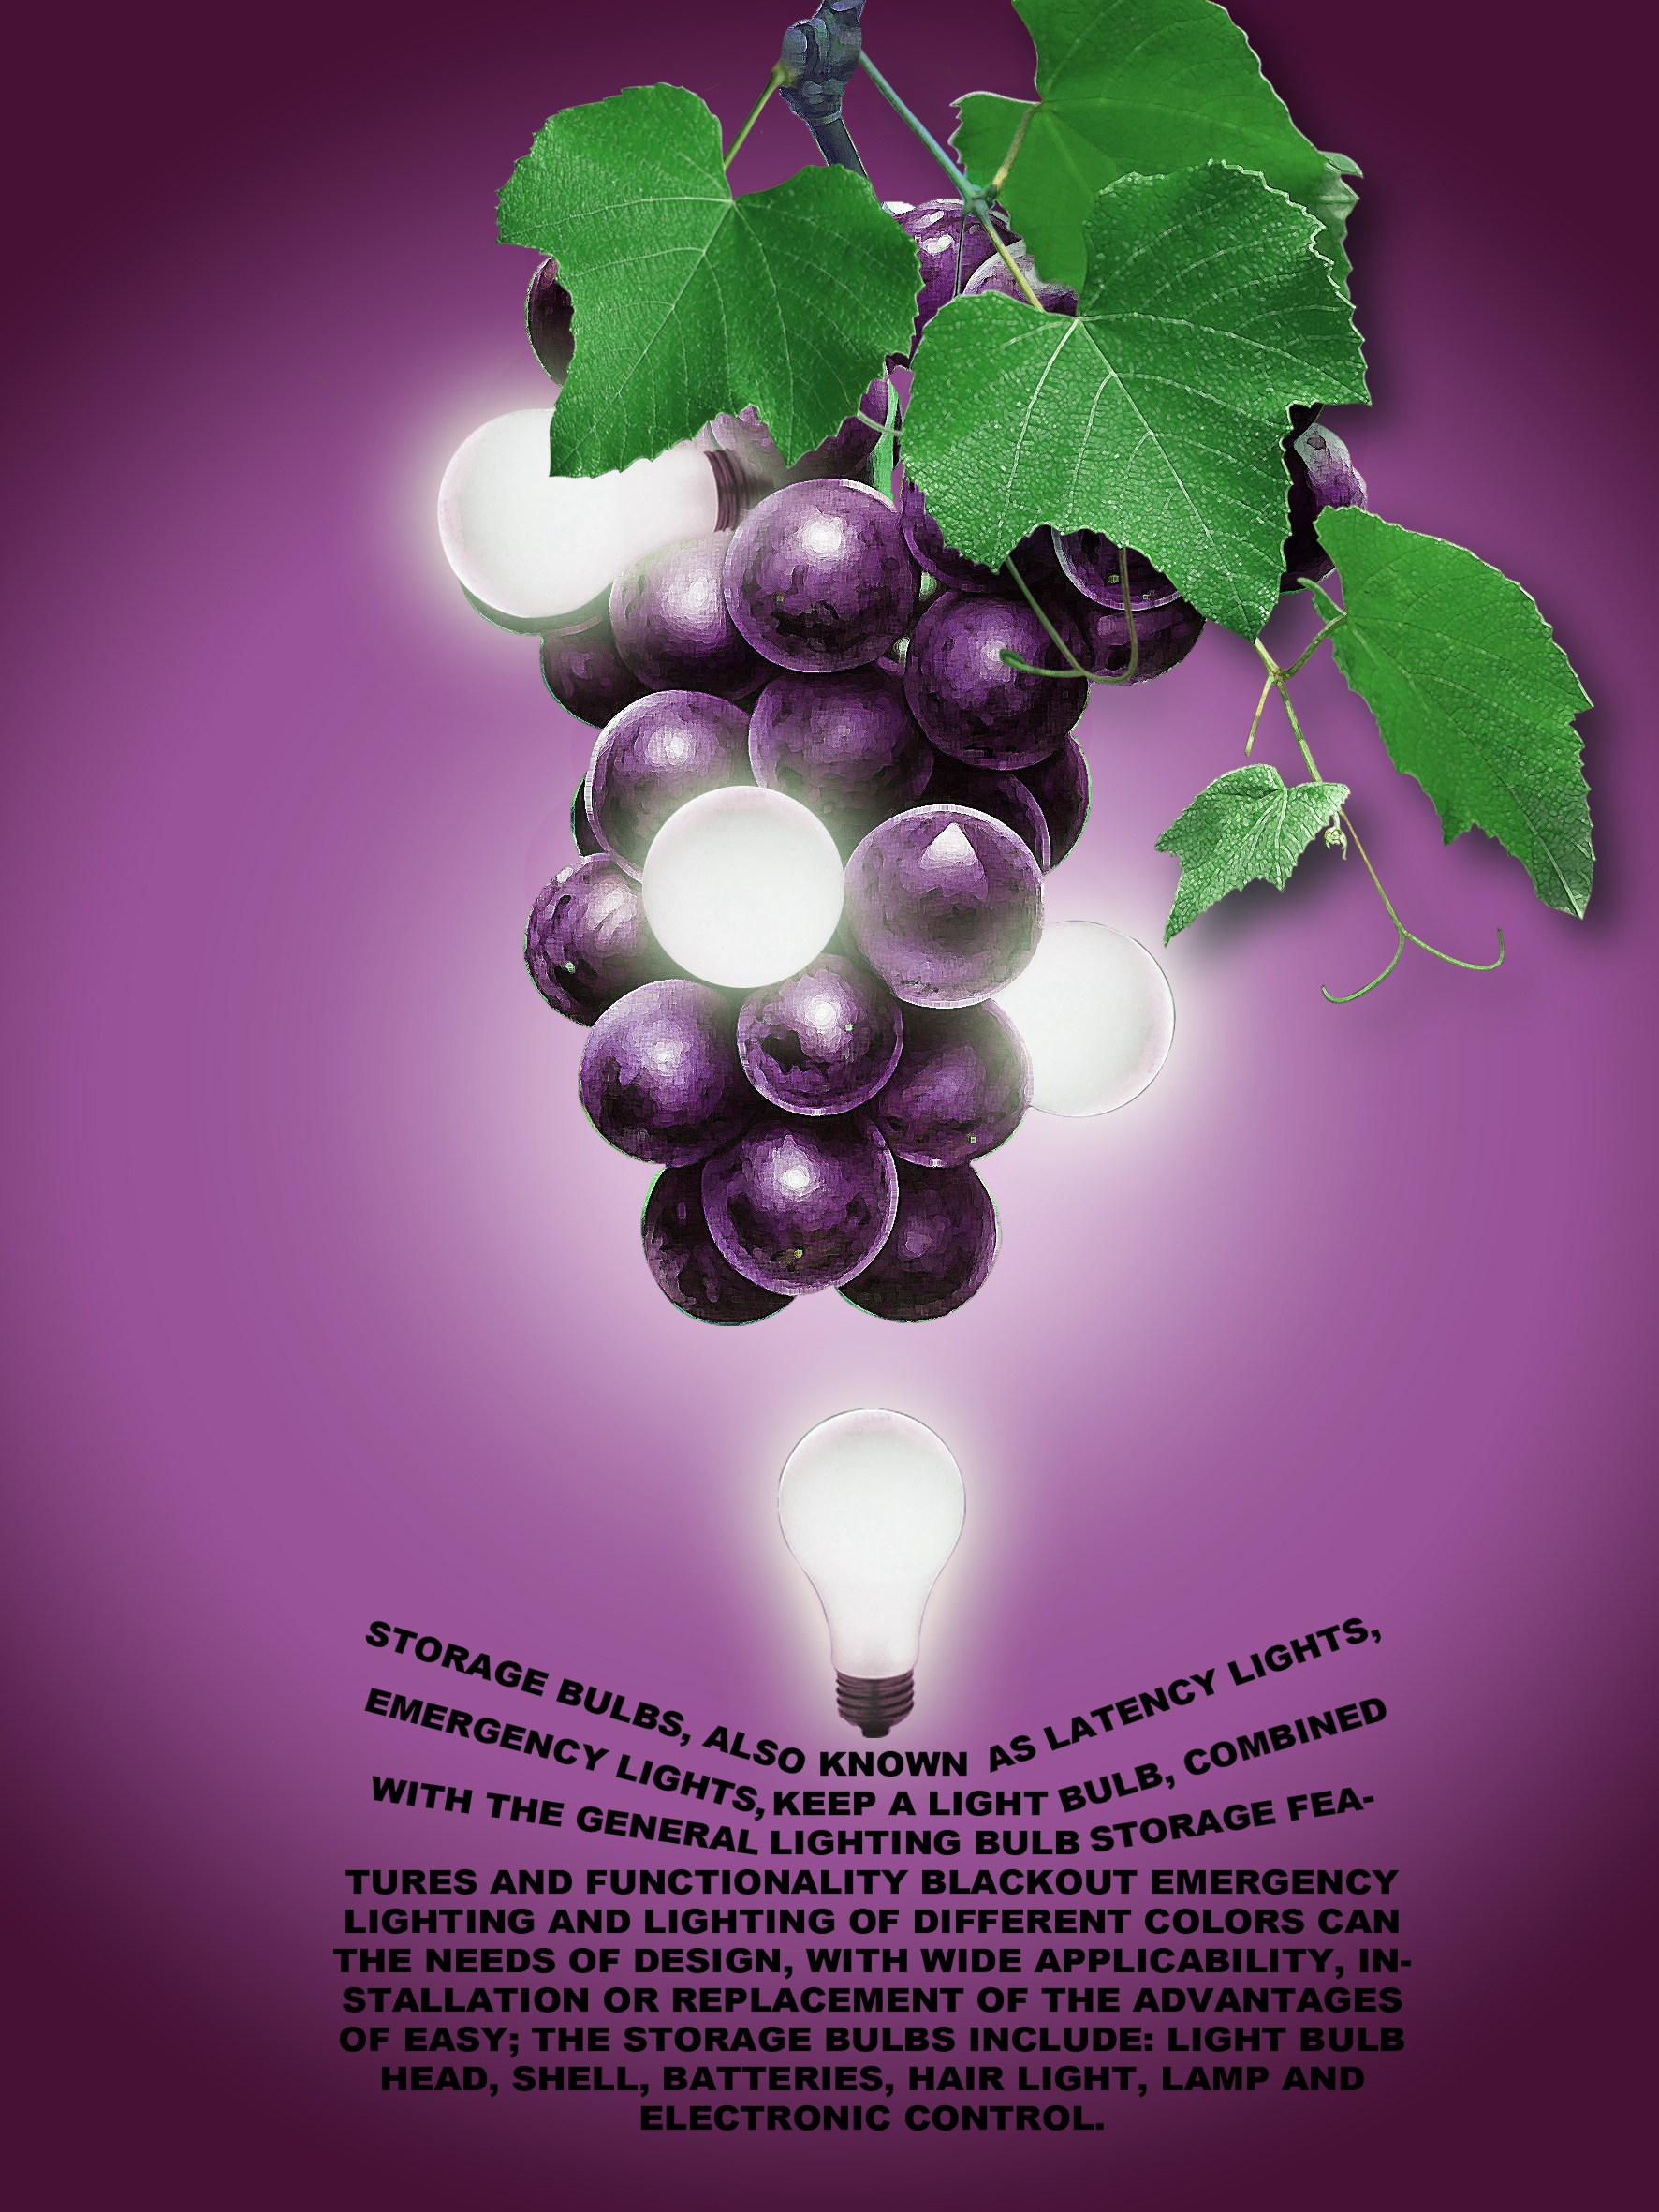 STORAGE BULBS, ALSO KNOWN AS LATENCY LIGHTS,
EMERGENCY LIGHTS, KEEP A LIGHT BULB, COMBINED
WITH THE GENERAL LIGHTING BULB STORAGE FEA-
TURES AND FUNCTIONALITY BLACKOUT EMERGENCY
LIGHTING AND LIGHTING OF DIFFERENT COLORS CAN
THE NEEDS OF DESIGN, WITH WIDE APPLICABILITY, IN-
STALLATION OR REPLACEMENT OF THE ADVANTAGES
OF EASY; THE STORAGE BULBS INCLUDE: LIGHT BULB
HEAD, SHELL, BATTERIES, HAIR LIGHT, LAMP AND
ELECTRONIC CONTROL.